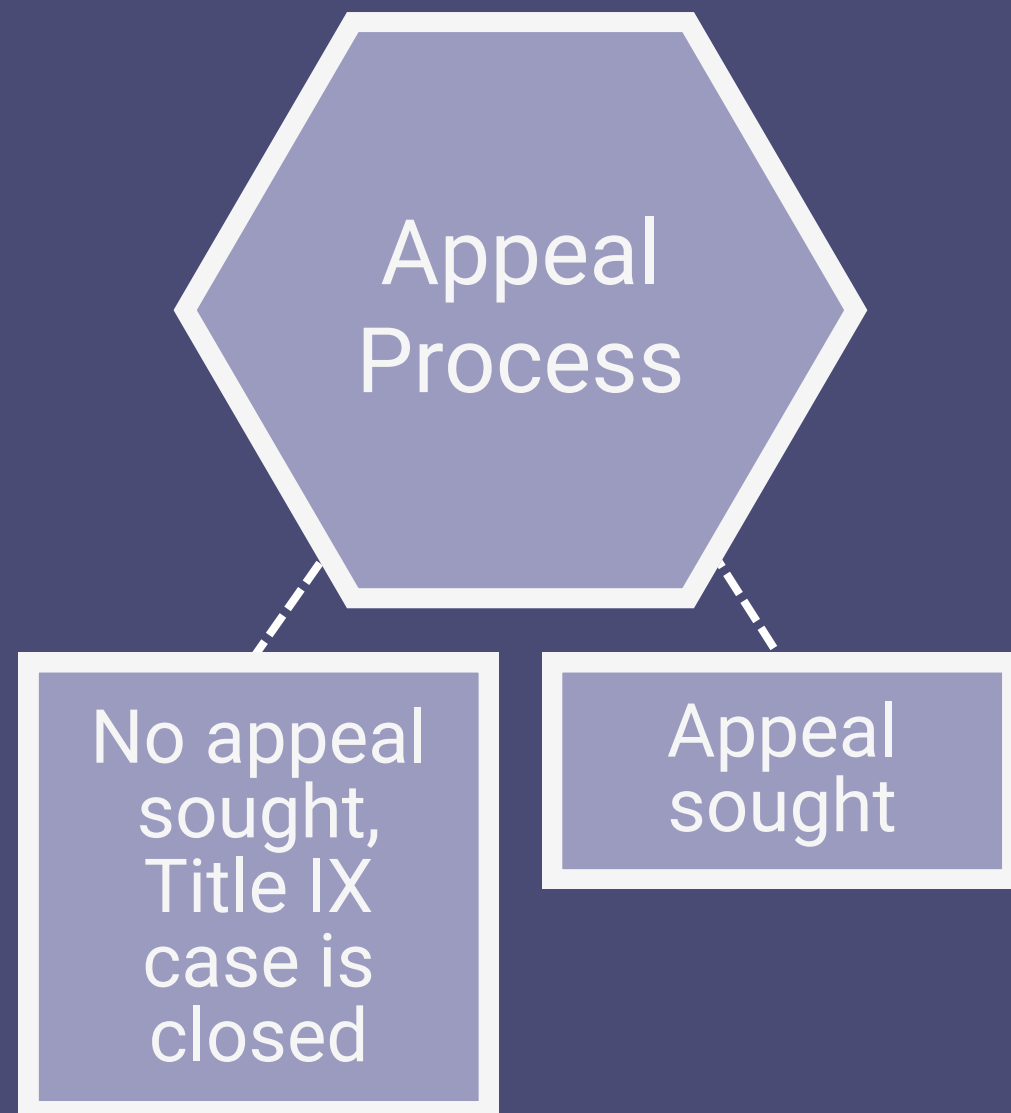 Appeal
Process
No appeal
sought,
Title IX
case is
closed
Appeal
sought